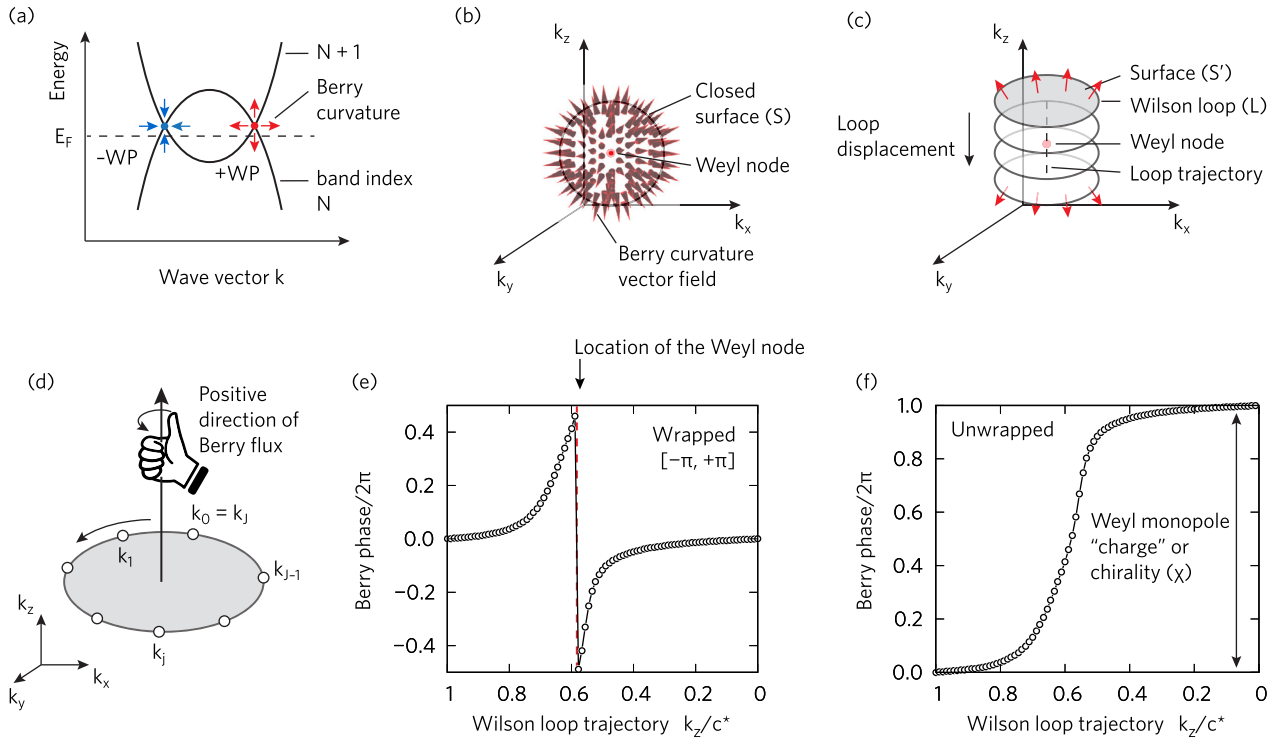 (a)
Energy
E_F
N + 1
Berry
curvature
–WP
+WP
band index
N
Wave vector k
(b)
k_z
Closed
surface (S)
Weyl node
k_x
k_y
Berry curvature
vector field
(c)
k_z
Surface (S′)
Wilson loop (L)
Loop
displacement
Weyl node
Loop trajectory
k_x
k_y
(d)
Positive
direction of
Berry flux
k_0 = k_J
k_1
k_{J–1}
k_j
k_z
k_x
k_y
Location of the Weyl node
(e)
Wrapped
[−π, +π]
Berry phase/2π
0.4
0.2
0.0
−0.2
−0.4
1 0.8 0.6 0.4 0.2 0
Wilson loop trajectory k_z/c*
(f)
Unwrapped
Berry phase/2π
1.0
0.8
0.6
0.4
0.2
0.0
Weyl monopole
“charge” or
chirality (χ)
1 0.8 0.6 0.4 0.2 0
Wilson loop trajectory k_z/c*